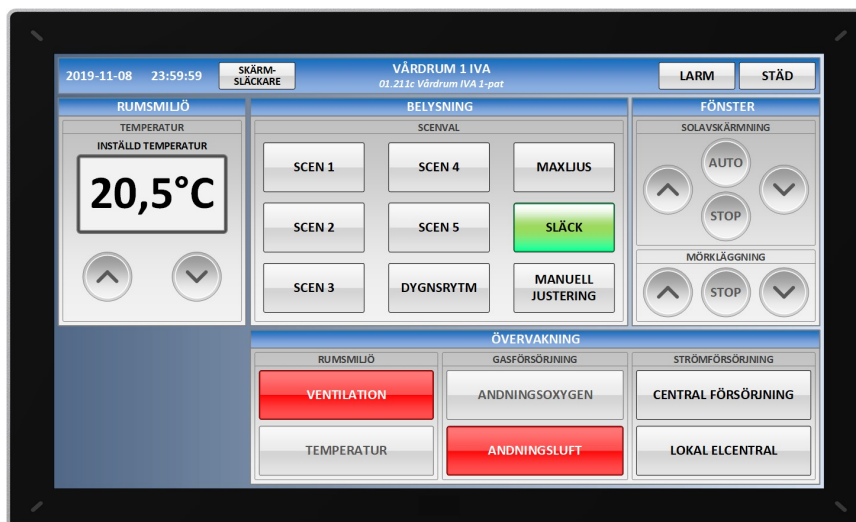 2019-11-08 23:59:59
SKÄRM-
SLÄCKARE
VÅRDRUM 1 IVA
01.211c Vårdrum IVA 1-pat
LARM
STÄD
RUMSMILJÖ
TEMPERATUR
INSTÄLLD TEMPERATUR
20,5°C
BELYSNING
SCENVAL
SCEN 1
SCEN 4
MAXLJUS
SCEN 2
SCEN 5
SLÄCK
SCEN 3
DYGNSRYTM
MANUELL
JUSTERING
FÖNSTER
SOLAVSKÄRMNING
AUTO
STOP
MÖRKLÄGGNING
STOP
ÖVERVAKNING
RUMSMILJÖ
VENTILATION
TEMPERATUR
GASFÖRSÖRJNING
ANDNINGSOXYGEN
ANDNINGSLUFT
STRÖMFÖRSÖRJNING
CENTRAL FÖRSÖRJNING
LOKAL ELCENTRAL